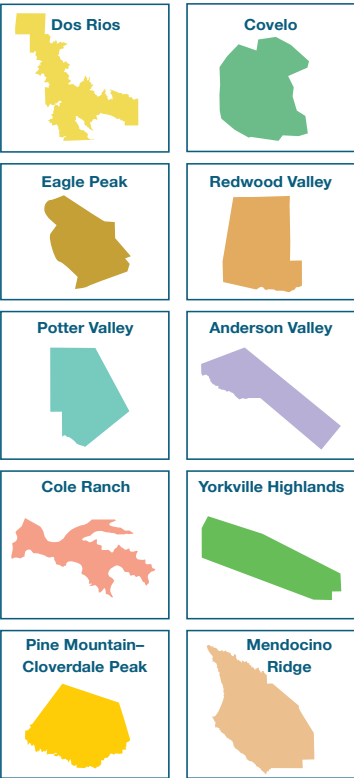 Dos Rios
Covelo
Eagle Peak
Redwood Valley
Potter Valley
Anderson Valley
Cole Ranch
Yorkville Highlands
Pine Mountain–
Cloverdale Peak
Mendocino
Ridge